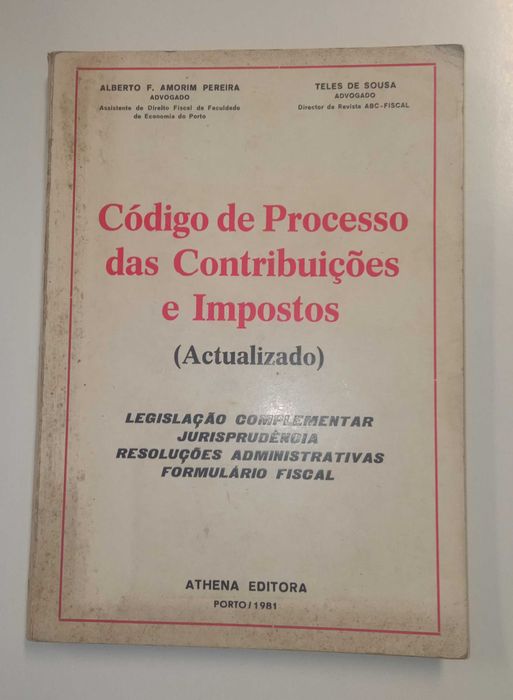 ALBERTO F. AMORIM PEREIRA
ADVOGADO
Assistente de Direito Fiscal da Faculdade
de Economia do Porto
TELES DE SOUSA
ADVOGADO
Director da Revista ABC-FISCAL
Código de Processo
das Contribuições
e Impostos
(Actualizado)
LEGISLAÇÃO COMPLEMENTAR
JURISPRUDÊNCIA
RESOLUÇÕES ADMINISTRATIVAS
FORMULÁRIO FISCAL
ATHENA EDITORA
PORTO/1981